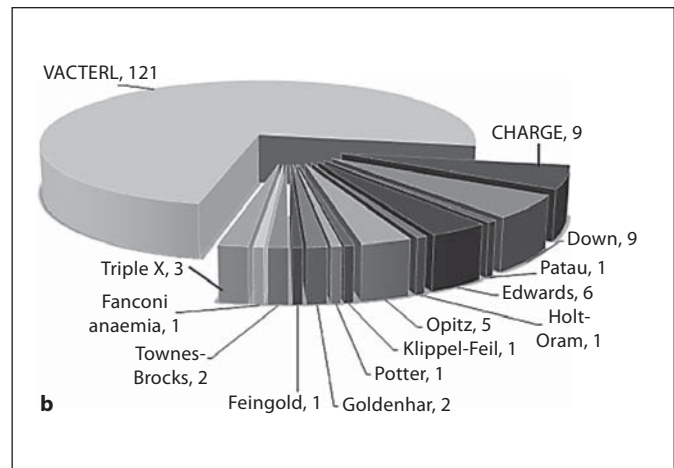 VACTERL, 121
CHARGE, 9
Down, 9
Patau, 1
Edwards, 6
Holt-
Oram, 1
Opitz, 5
Klippel-Feil, 1
Potter, 1
Goldenhar, 2
Feingold, 1
Townes-
Brocks, 2
Fanconi
anaemia, 1
Triple X, 3
b